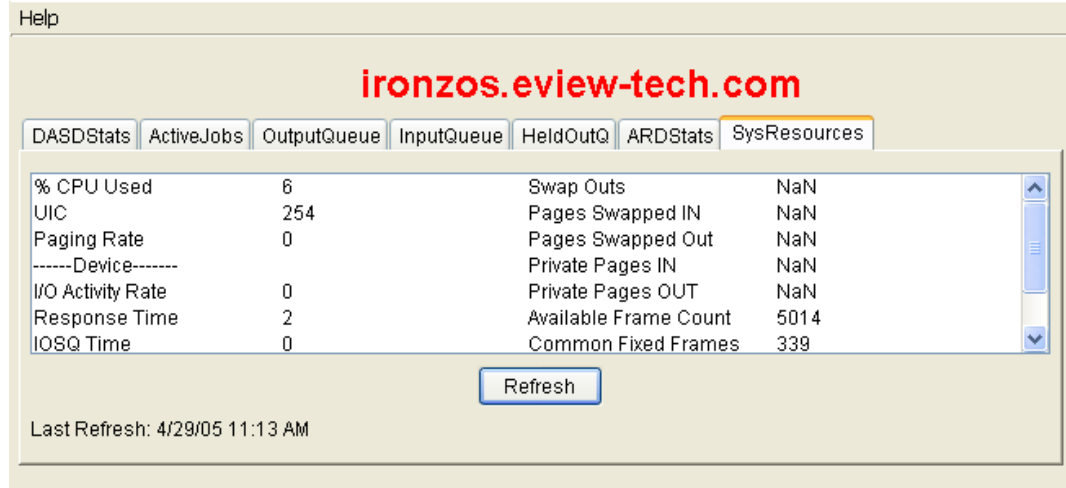 Help
ironzos.eview-tech.com
DASDStats ActiveJobs OutputQueue InputQueue HeldOutQ ARDStats SysResources
% CPU Used 6 Swap Outs NaN
UIC 254 Pages Swapped IN NaN
Paging Rate 0 Pages Swapped Out NaN
------Device------- Private Pages IN NaN
I/O Activity Rate 0 Private Pages OUT NaN
Response Time 2 Available Frame Count 5014
IOSQ Time 0 Common Fixed Frames 339
Refresh
Last Refresh: 4/29/05 11:13 AM